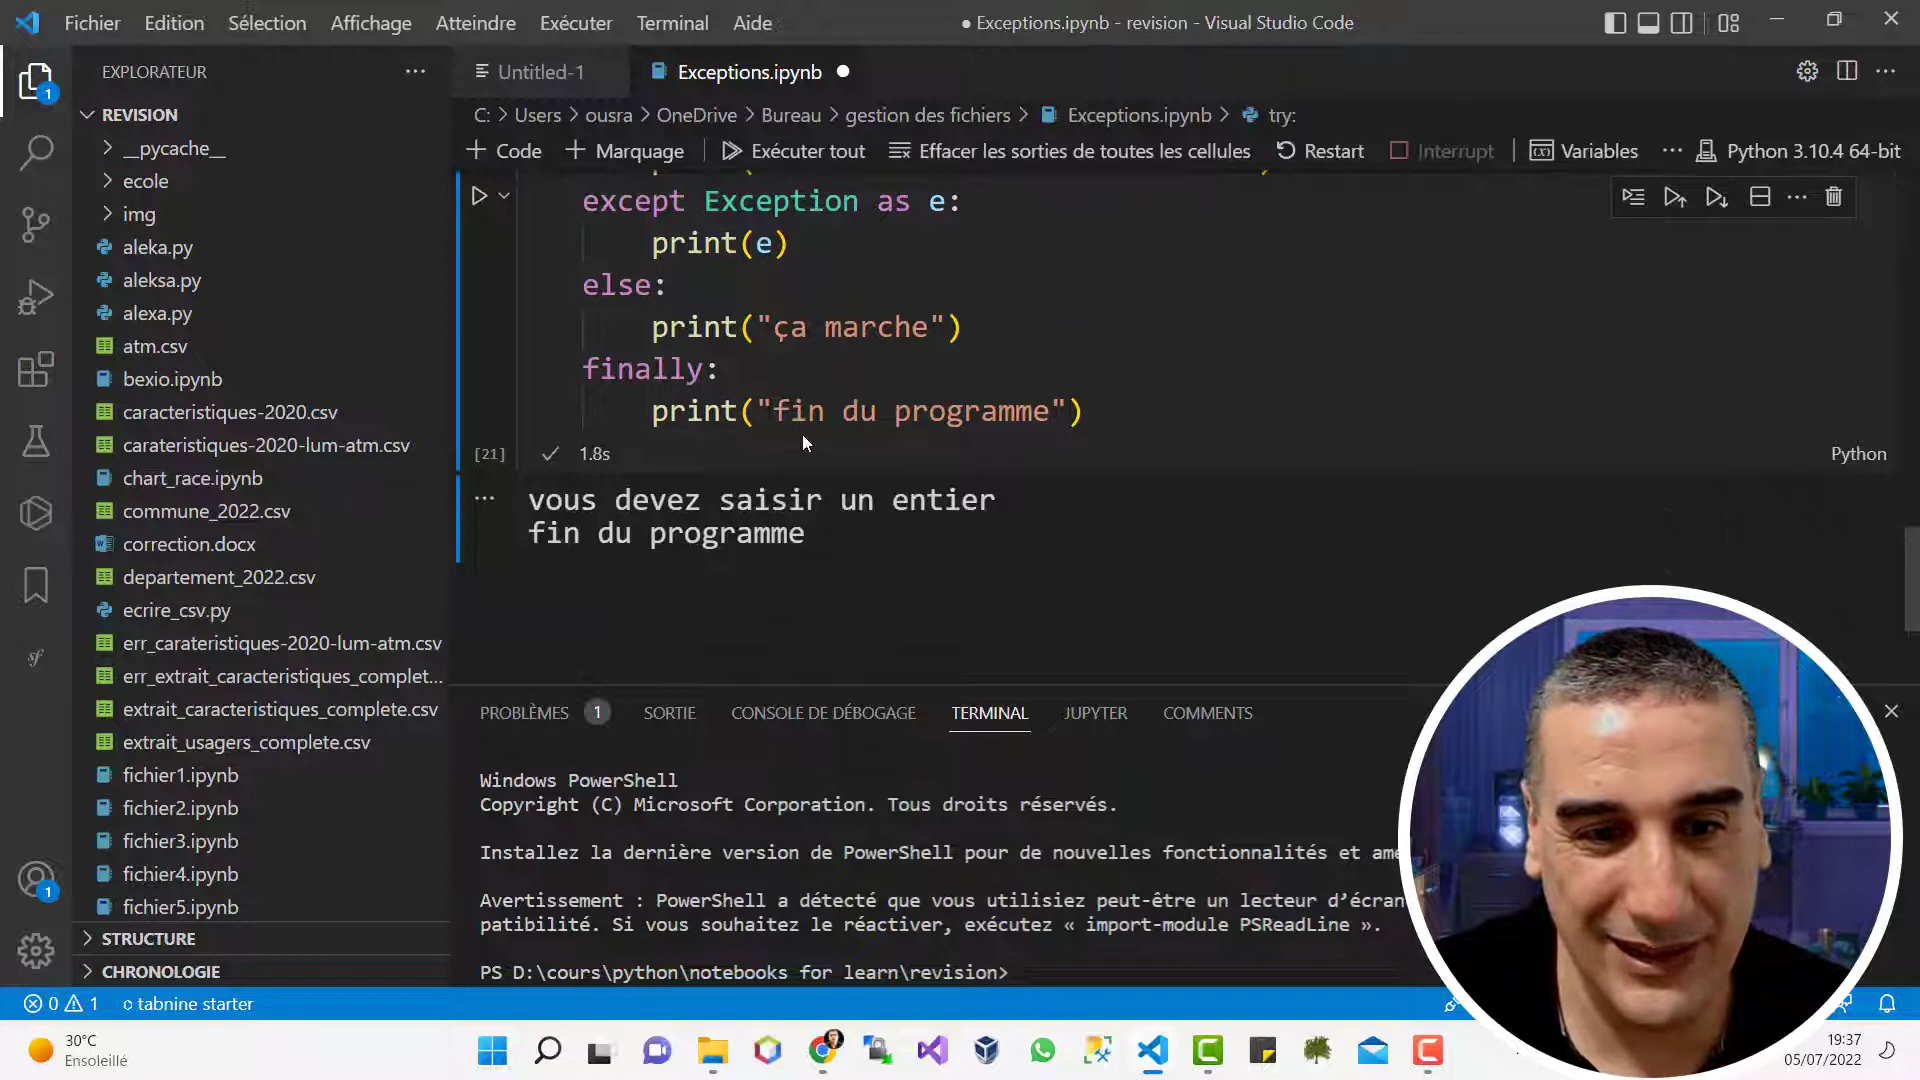 Fichier Edition Sélection Affichage Atteindre Exécuter Terminal Aide
● Exceptions.ipynb - revision - Visual Studio Code
EXPLORATEUR
Untitled-1
Exceptions.ipynb ●
C: > Users > ousra > OneDrive > Bureau > gestion des fichiers > Exceptions.ipynb > try:
+ Code + Marquage Exécuter tout Effacer les sorties de toutes les cellules Restart Interrupt Variables ... Python 3.10.4 64-bit
REVISION
__pycache__
ecole
img
aleka.py
aleksa.py
alexa.py
atm.csv
bexio.ipynb
caracteristiques-2020.csv
carateristiques-2020-lum-atm.csv
chart_race.ipynb
commune_2022.csv
correction.docx
departement_2022.csv
ecrire_csv.py
err_carateristiques-2020-lum-atm.csv
err_extrait_caracteristiques_complet...
extrait_caracteristiques_complete.csv
extrait_usagers_complete.csv
fichier1.ipynb
fichier2.ipynb
fichier3.ipynb
fichier4.ipynb
fichier5.ipynb
STRUCTURE
CHRONOLOGIE
except Exception as e:
print(e)
else:
print("ça marche")
finally:
print("fin du programme")
[21] 1.8s Python
vous devez saisir un entier
fin du programme
PROBLÈMES 1 SORTIE CONSOLE DE DÉBOGAGE TERMINAL JUPYTER COMMENTS
Windows PowerShell
Copyright (C) Microsoft Corporation. Tous droits réservés.
Installez la dernière version de PowerShell pour de nouvelles fonctionnalités et amé
Avertissement : PowerShell a détecté que vous utilisiez peut-être un lecteur d’écran
patibilité. Si vous souhaitez le réactiver, exécutez « import-module PSReadLine ».
PS D:\cours\python\notebooks for learn\revision>
0 1 tabnine starter
1
1
30°C
Ensoleillé
19:37
05/07/2022